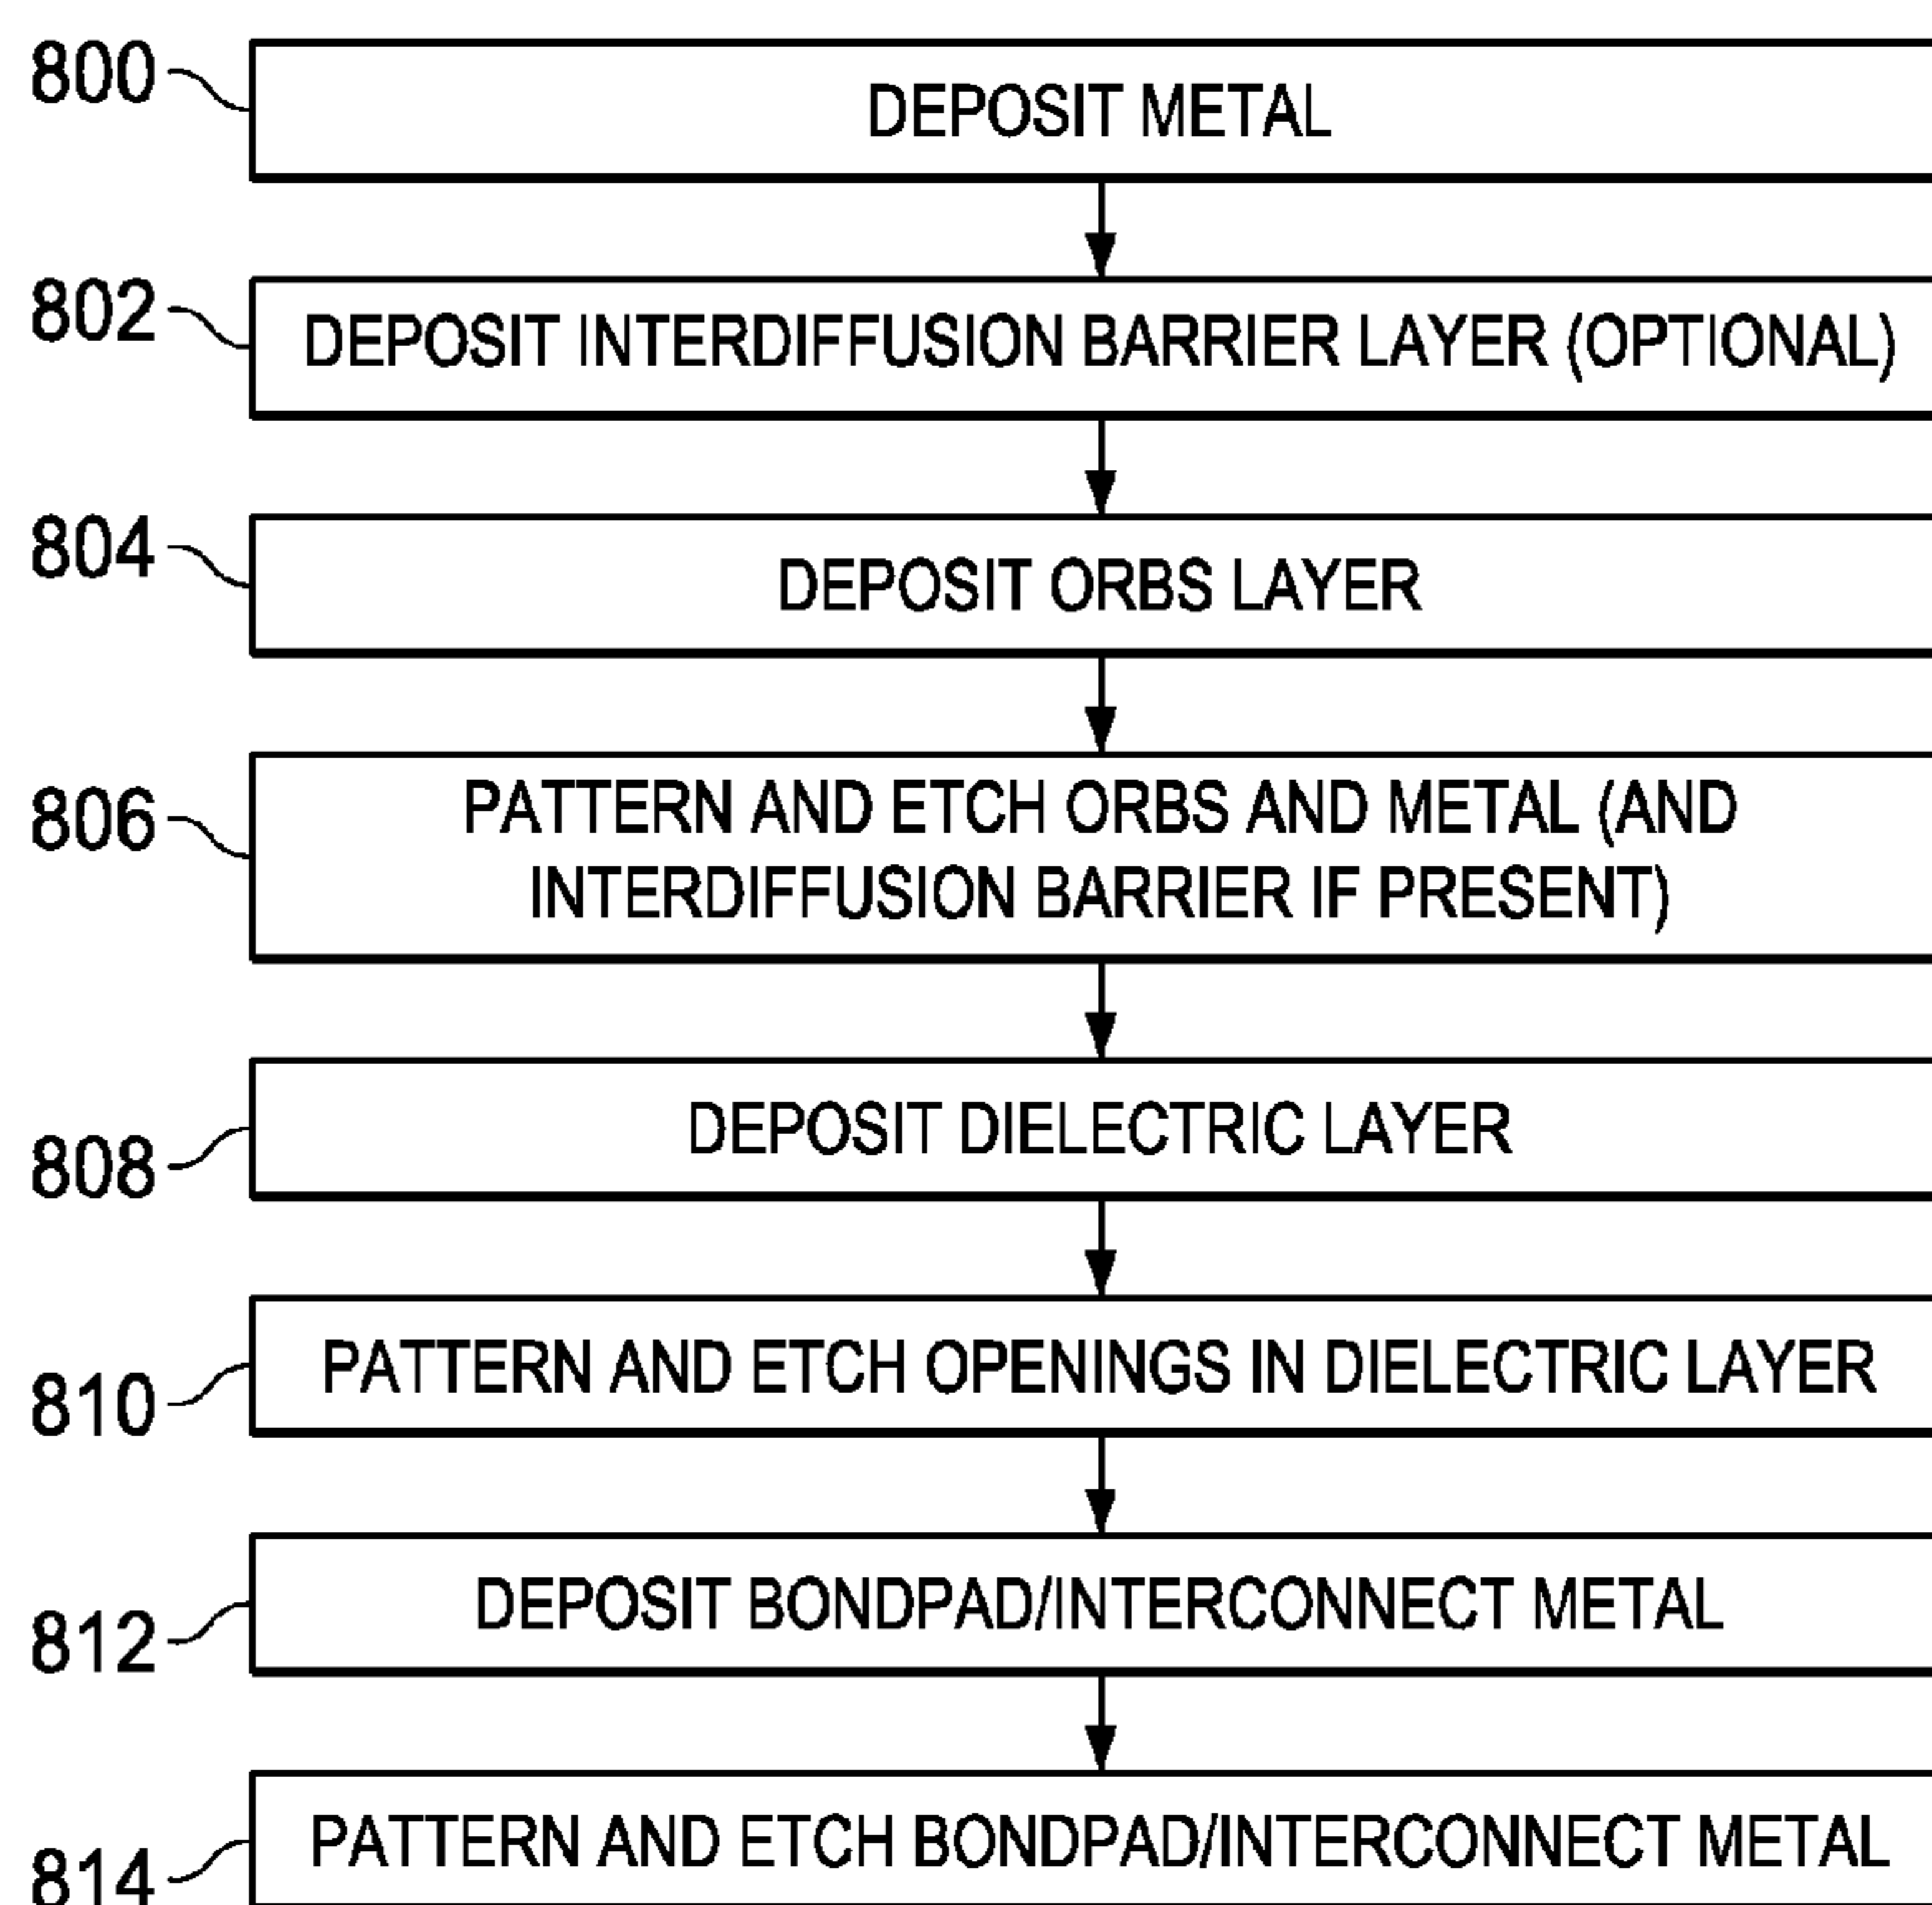 800
DEPOSIT METAL
802
DEPOSIT INTERDIFFUSION BARRIER LAYER (OPTIONAL)
804
DEPOSIT ORBS LAYER
806
PATTERN AND ETCH ORBS AND METAL (AND
INTERDIFFUSION BARRIER IF PRESENT)
808
DEPOSIT DIELECTRIC LAYER
810
PATTERN AND ETCH OPENINGS IN DIELECTRIC LAYER
812
DEPOSIT BONDPAD/INTERCONNECT METAL
814
PATTERN AND ETCH BONDPAD/INTERCONNECT METAL